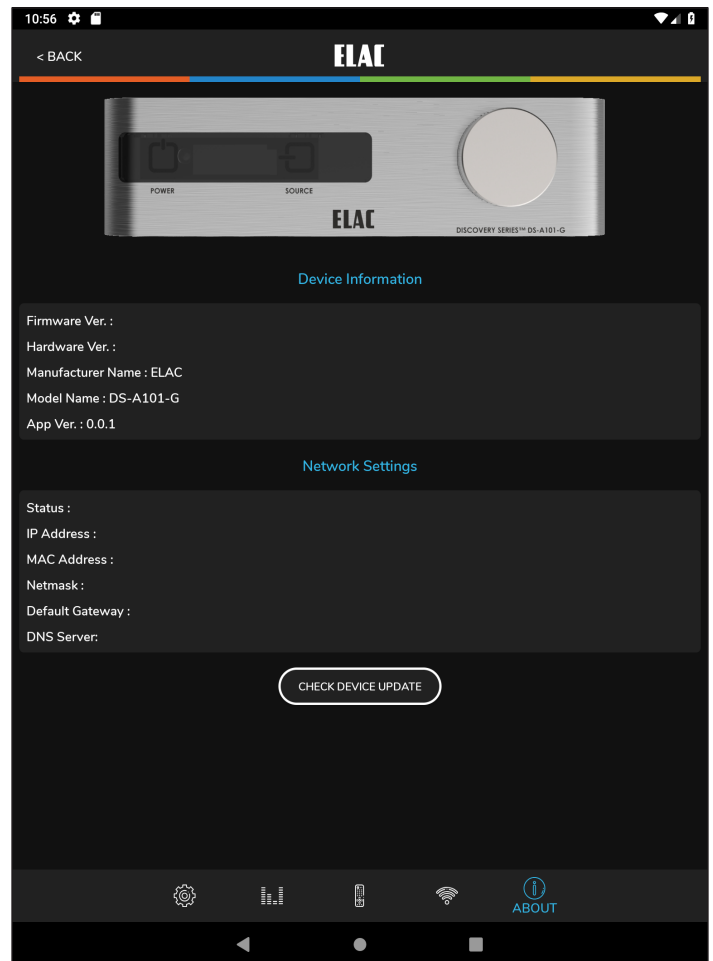 10:56
< BACK
ELAC
POWER
SOURCE
ELAC
DISCOVERY SERIES™ DS-A101-G
Device Information
Firmware Ver. :
Hardware Ver. :
Manufacturer Name : ELAC
Model Name : DS-A101-G
App Ver. : 0.0.1
Network Settings
Status :
IP Address :
MAC Address :
Netmask :
Default Gateway :
DNS Server:
CHECK DEVICE UPDATE
ABOUT